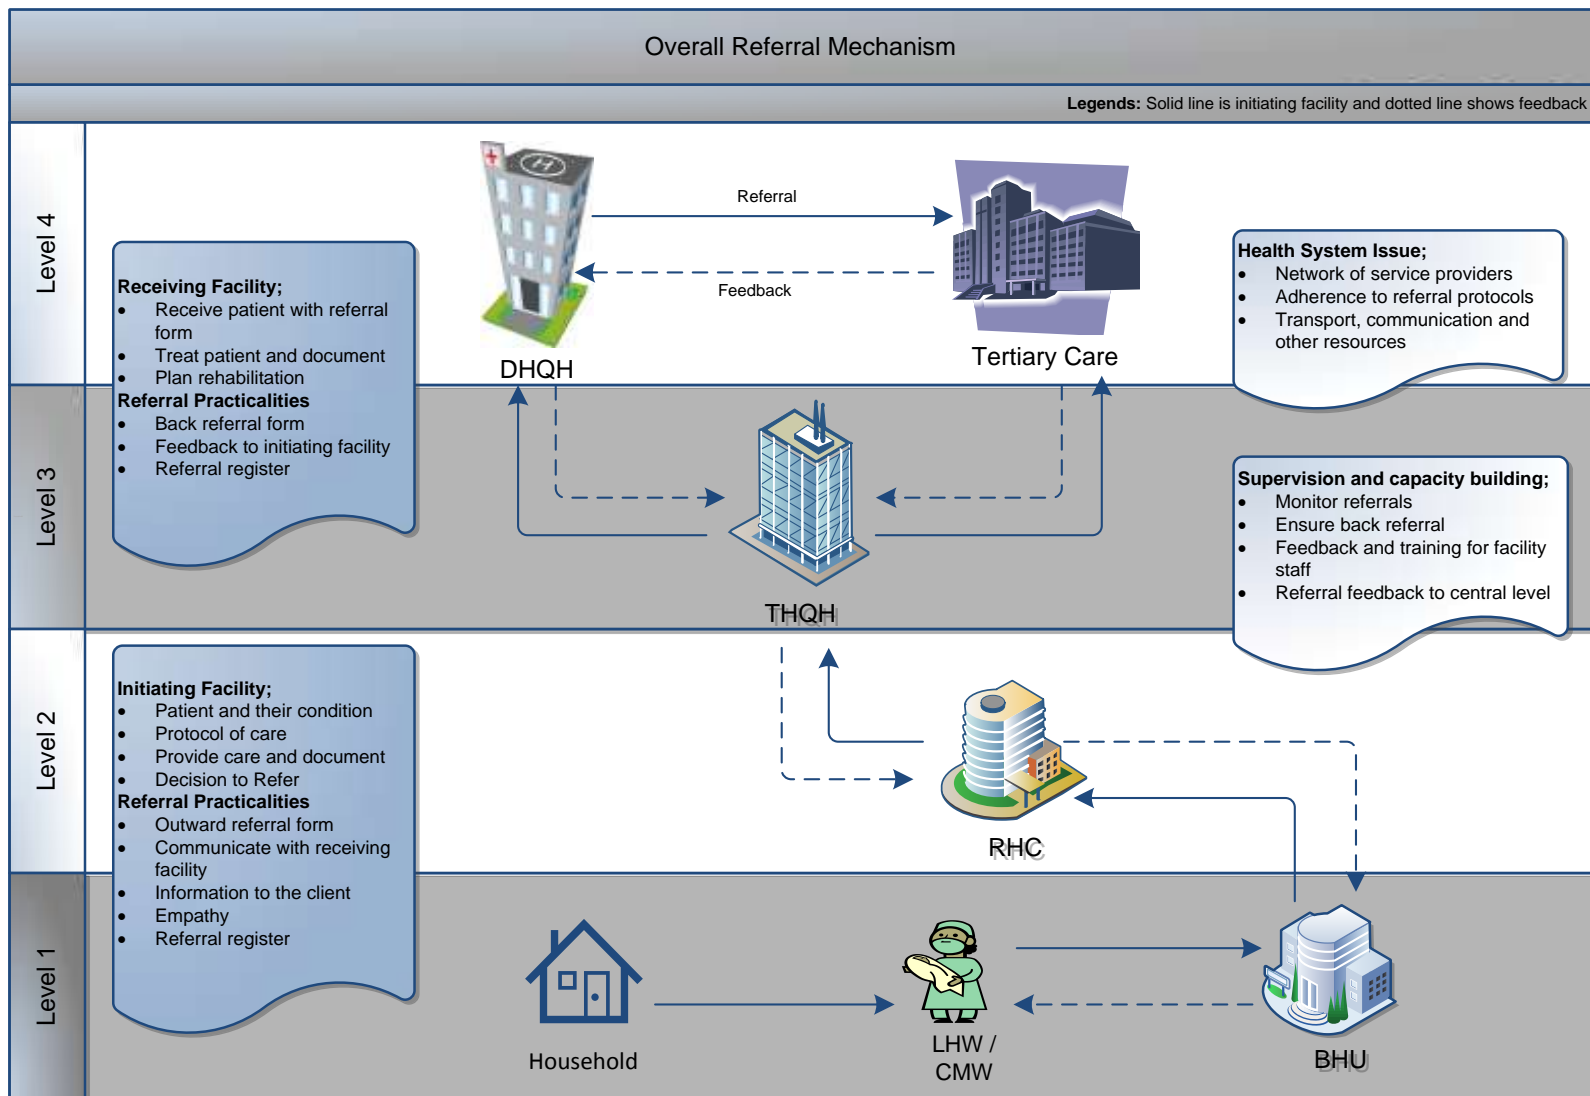 Overall Referral Mechanism
Legends: Solid line is initiating facility and dotted line shows feedback
Level 4
Referral
Feedback
DHQH
Tertiary Care
Receiving Facility;
• Receive patient with referral
form
• Treat patient and document
• Plan rehabilitation
Referral Practicalities
• Back referral form
• Feedback to initiating facility
• Referral register
Health System Issue;
• Network of service providers
• Adherence to referral protocols
• Transport, communication and
other resources
Level 3
THQH
Supervision and capacity building;
• Monitor referrals
• Ensure back referral
• Feedback and training for facility
staff
• Referral feedback to central level
Level 2
Initiating Facility;
• Patient and their condition
• Protocol of care
• Provide care and document
• Decision to Refer
Referral Practicalities
• Outward referral form
• Communicate with receiving
facility
• Information to the client
• Empathy
• Referral register
RHC
Level 1
Household
LHW /
CMW
BHU